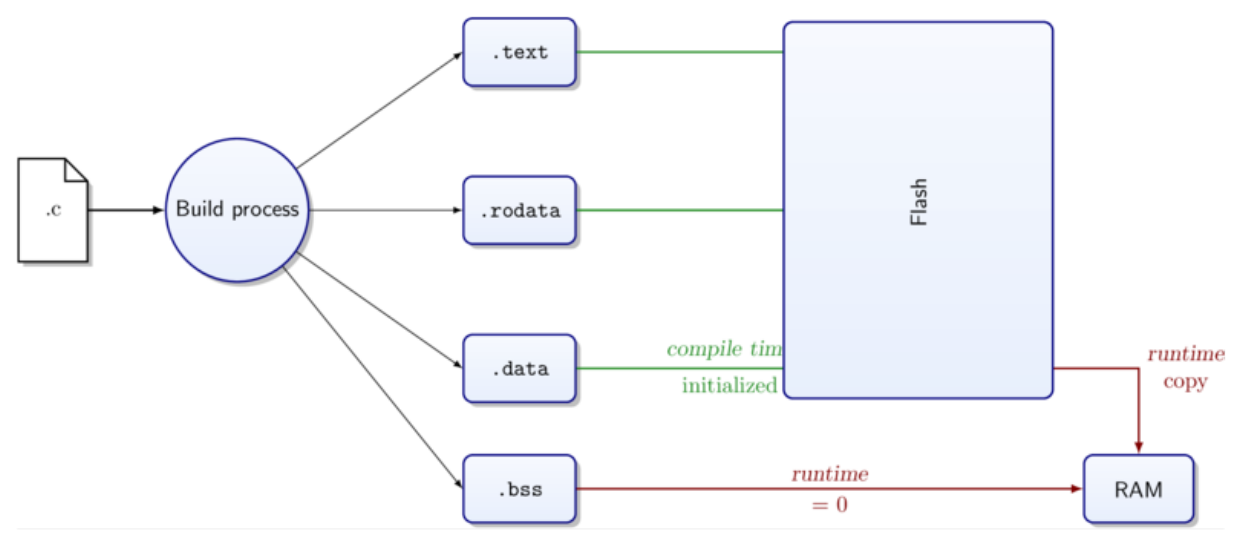 .text
.c
Build process
.rodata
Flash
compile tim
initialized
.data
runtime
copy
.bss
runtime
= 0
RAM